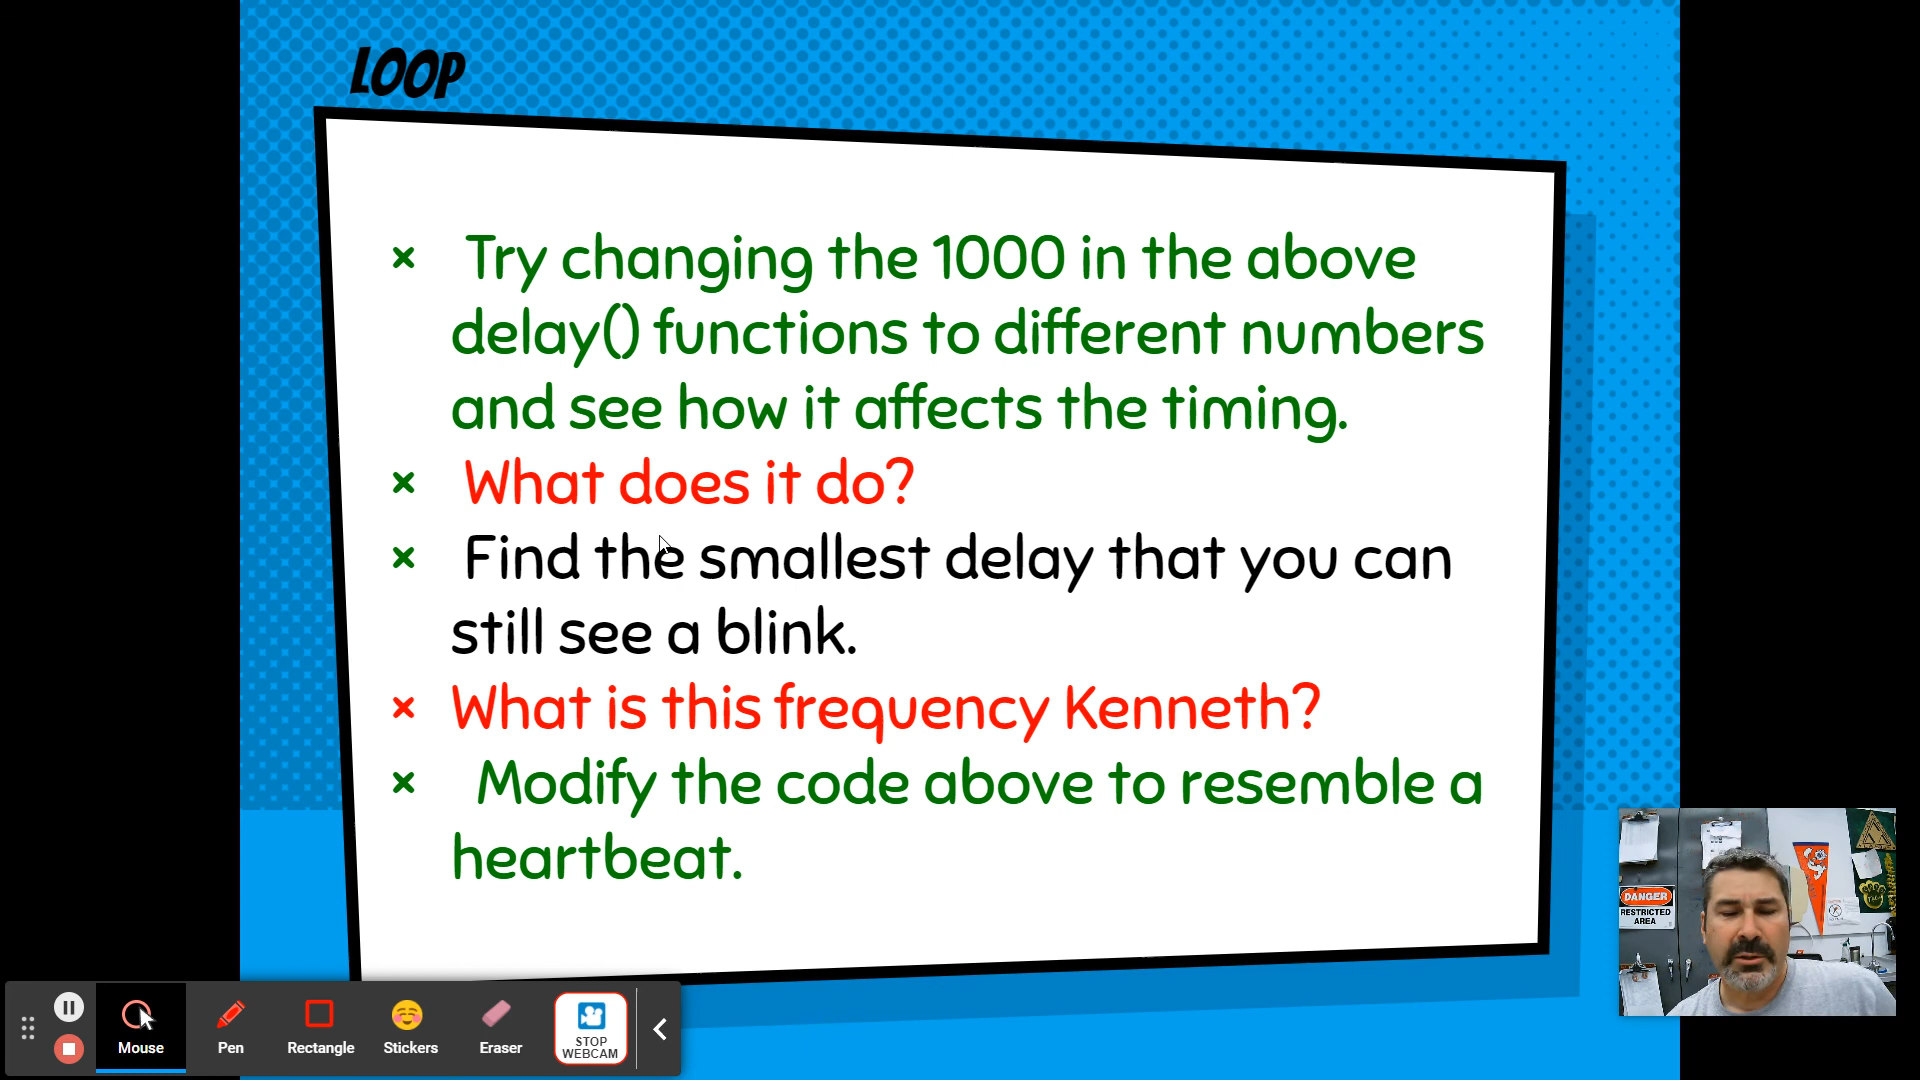 LOOP
× Try changing the 1000 in the above
delay() functions to different numbers
and see how it affects the timing.
× What does it do?
× Find the smallest delay that you can
still see a blink.
× What is this frequency Kenneth?
× Modify the code above to resemble a
heartbeat.
DANGER
RESTRICTED
AREA
Mouse
Pen
Rectangle
Stickers
Eraser
STOP
WEBCAM